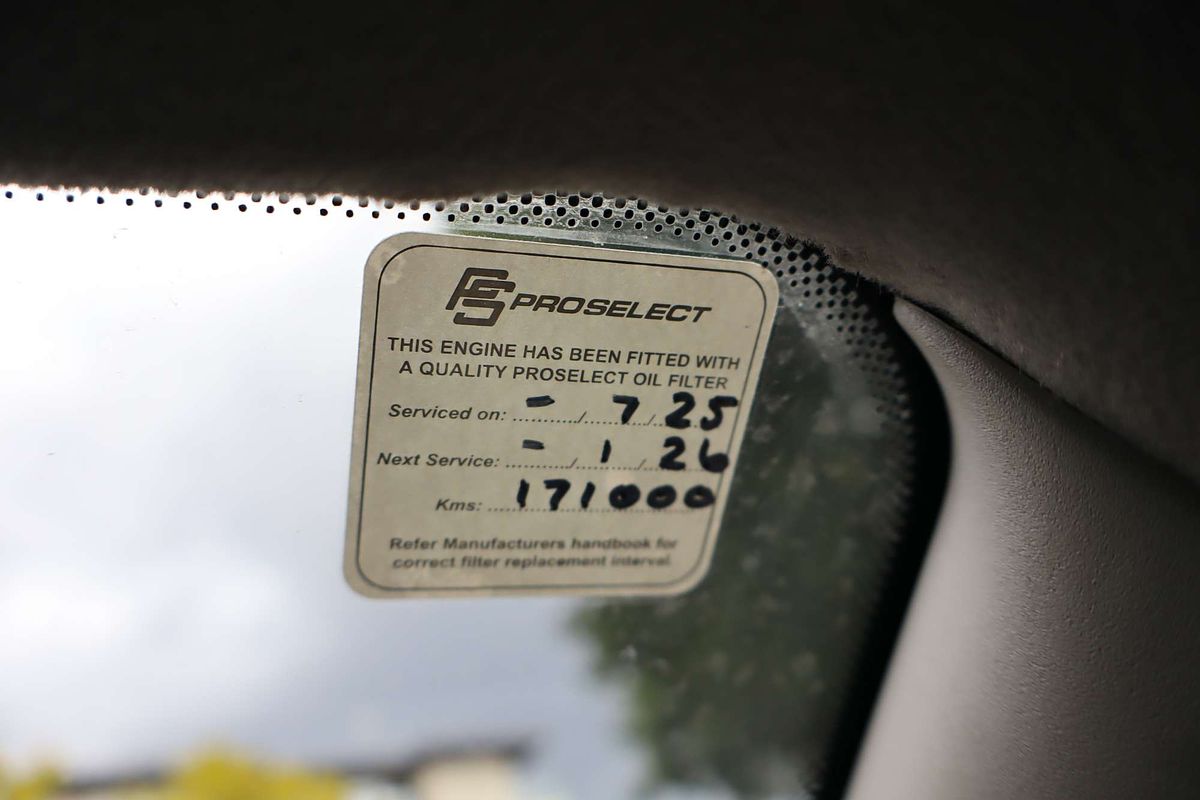 PS PROSELECT
THIS ENGINE HAS BEEN FITTED WITH
A QUALITY PROSELECT OIL FILTER
Serviced on: - / 7 / 25
Next Service: - / 1 / 26
Kms: 171000
Refer Manufacturers handbook for
correct filter replacement interval